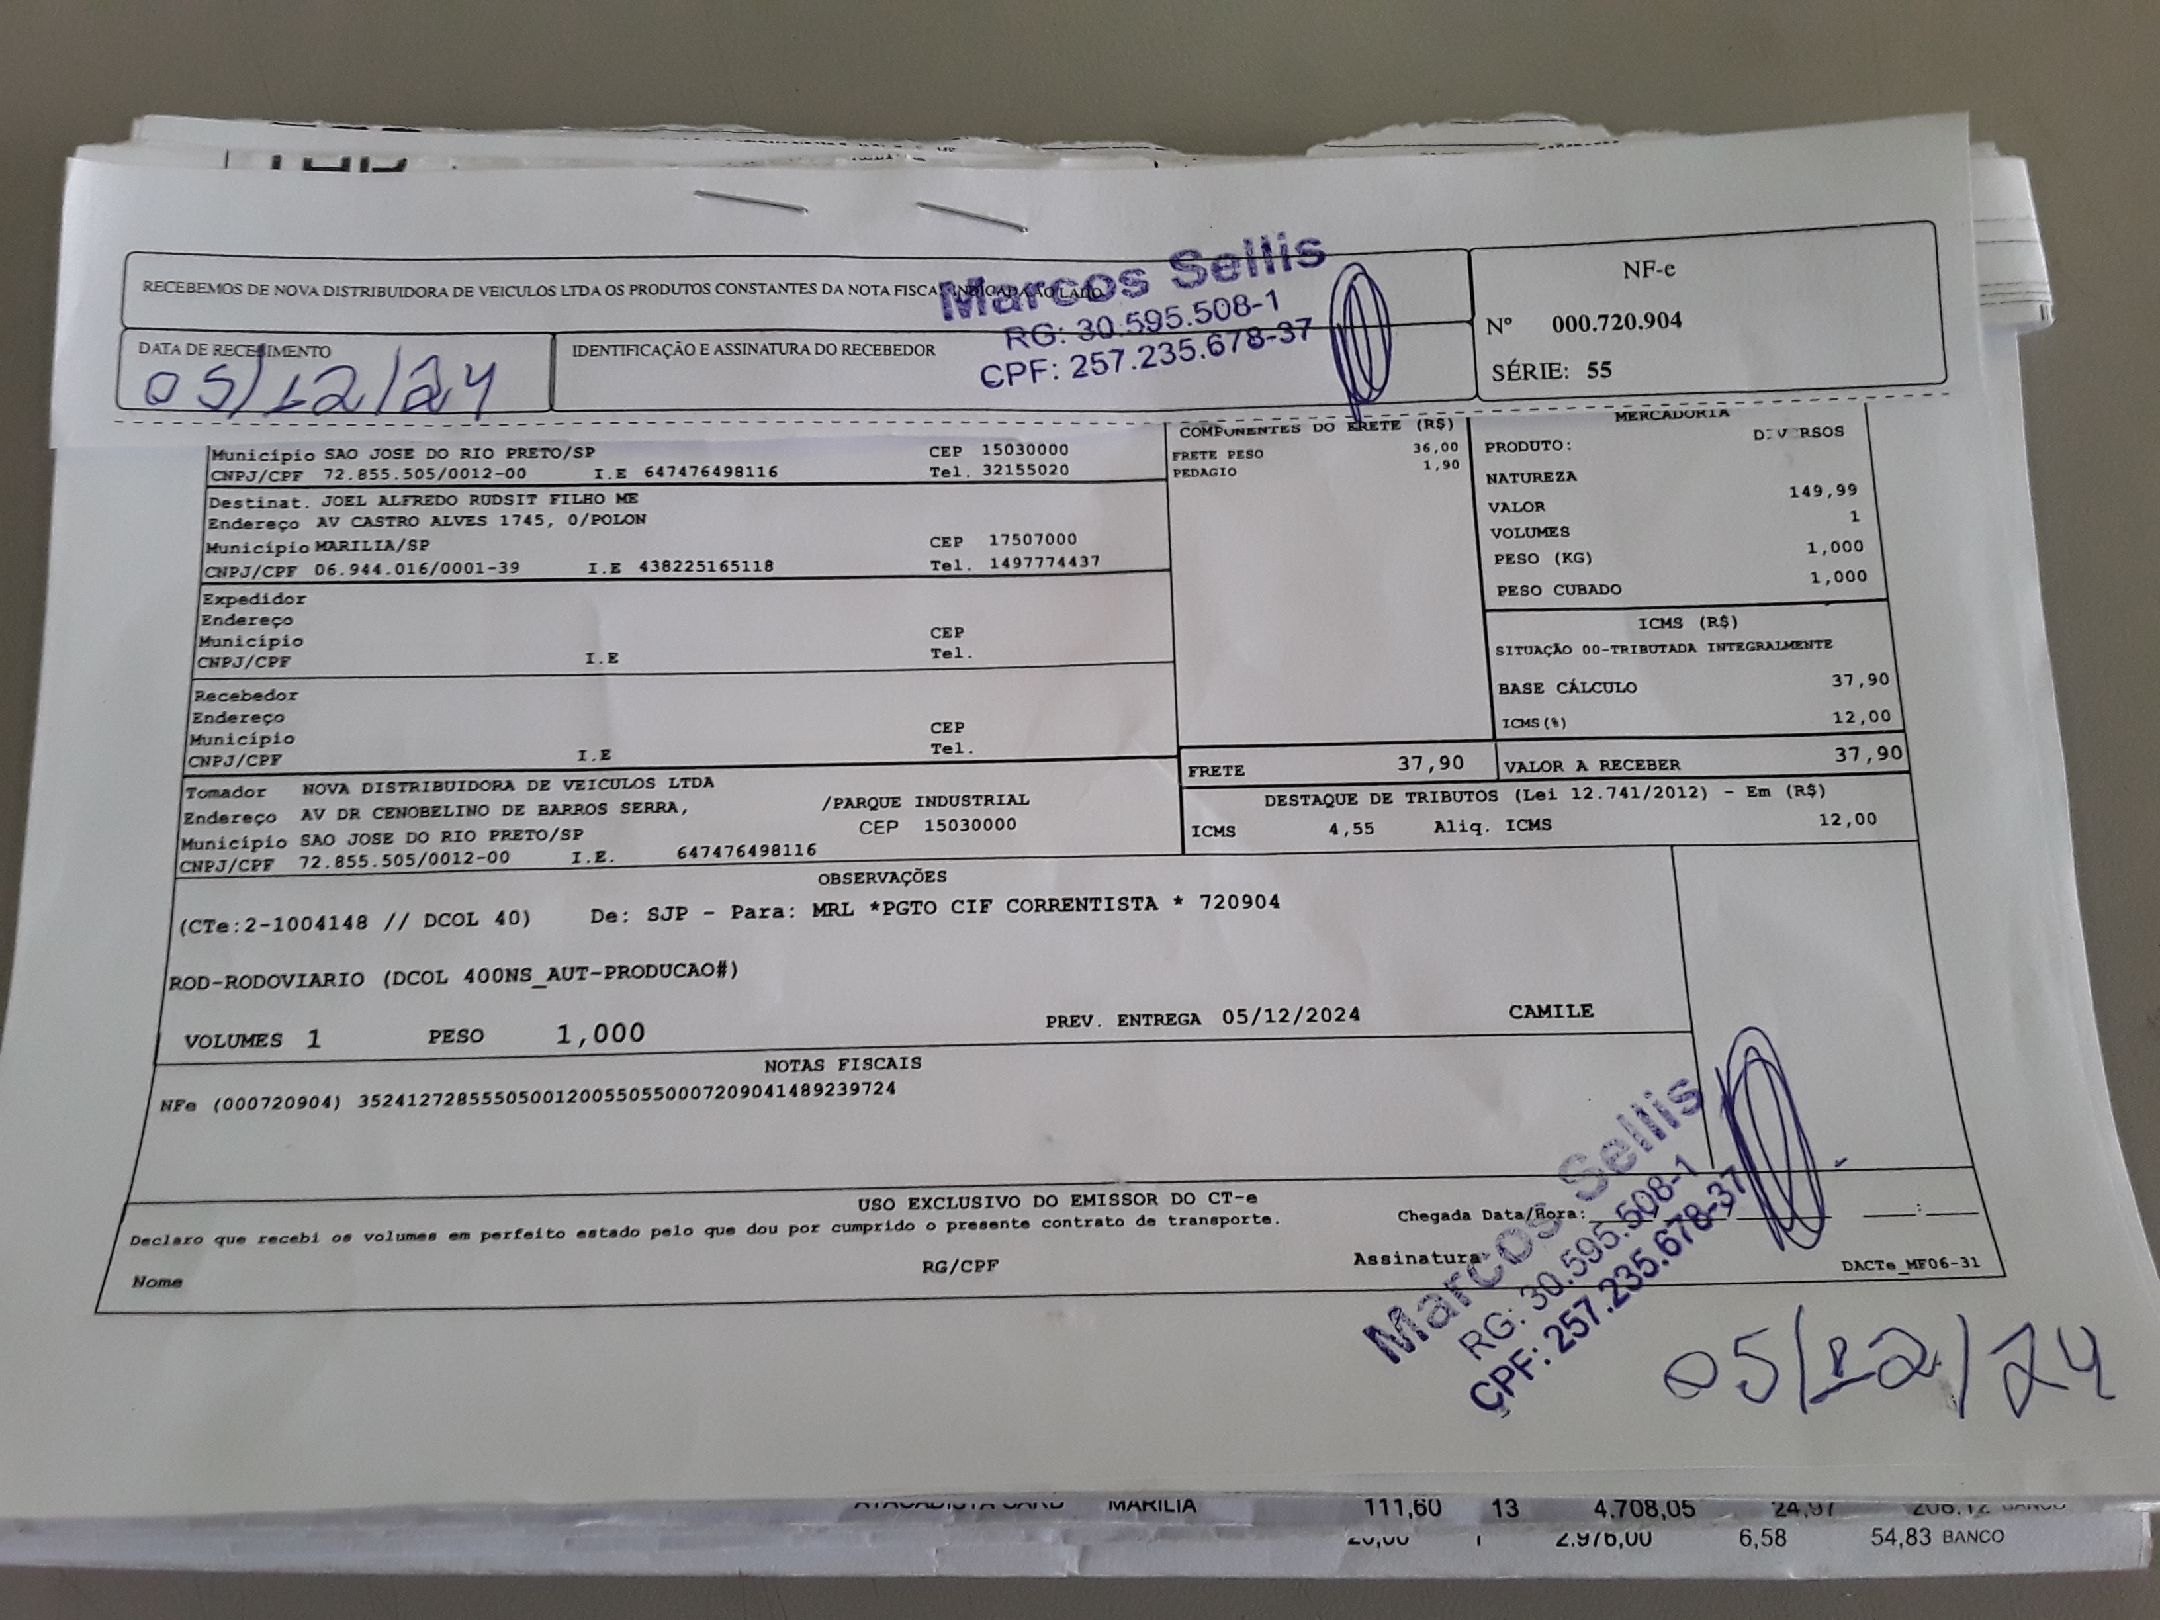 RECEBEMOS DE NOVA DISTRIBUIDORA DE VEICULOS LTDA OS PRODUTOS CONSTANTES DA NOTA FISCAL INDICADA AO LADO
Marcos Sellis
RG: 30.595.508-1
CPF: 257.235.678-37
NF-e
Nº 000.720.904
SÉRIE: 55
DATA DE RECEBIMENTO
05/12/24
IDENTIFICAÇÃO E ASSINATURA DO RECEBEDOR
Município SAO JOSE DO RIO PRETO/SP CEP 15030000
CNPJ/CPF 72.855.505/0012-00 I.E 647476498116 Tel. 32155020
Destinat. JOEL ALFREDO RUDSIT FILHO ME
Endereço AV CASTRO ALVES 1745, 0/POLON
Município MARILIA/SP CEP 17507000
CNPJ/CPF 06.944.016/0001-39 I.E 438225165118 Tel. 1497774437
Expedidor
Endereço
Município CEP
CNPJ/CPF I.E Tel.
Recebedor
Endereço
Município CEP
CNPJ/CPF I.E Tel.
Tomador NOVA DISTRIBUIDORA DE VEICULOS LTDA
Endereço AV DR CENOBELINO DE BARROS SERRA, /PARQUE INDUSTRIAL
Município SAO JOSE DO RIO PRETO/SP CEP 15030000
CNPJ/CPF 72.855.505/0012-00 I.E. 647476498116
COMPONENTES DO FRETE (R$)
FRETE PESO 36,00
PEDAGIO 1,90
MERCADORIA
PRODUTO: DIVERSOS
NATUREZA
VALOR 149,99
VOLUMES 1
PESO (KG) 1,000
PESO CUBADO 1,000
ICMS (R$)
SITUAÇÃO 00-TRIBUTADA INTEGRALMENTE
BASE CÁLCULO 37,90
ICMS(%) 12,00
FRETE 37,90 VALOR A RECEBER 37,90
DESTAQUE DE TRIBUTOS (Lei 12.741/2012) - Em (R$)
ICMS 4,55 Aliq. ICMS 12,00
OBSERVAÇÕES
(CTe:2-1004148 // DCOL 40) De: SJP - Para: MRL *PGTO CIF CORRENTISTA * 720904
ROD-RODOVIARIO (DCOL 400NS_AUT-PRODUCAO#)
VOLUMES 1 PESO 1,000 PREV. ENTREGA 05/12/2024 CAMILE
NOTAS FISCAIS
NFe (000720904) 35241272855505001200550550007209041489239724
USO EXCLUSIVO DO EMISSOR DO CT-e
Declaro que recebi os volumes em perfeito estado pelo que dou por cumprido o presente contrato de transporte.
Chegada Data/Hora: / / :
Nome RG/CPF Assinatura
DACTe_MF06-31
Marcos Sellis
RG: 30.595.508-1
CPF: 257.235.678-37
05/12/24
MARILIA 111,60 13 4.708,05 24,97 206,12 BANCO
2.976,00 6,58 54,83 BANCO